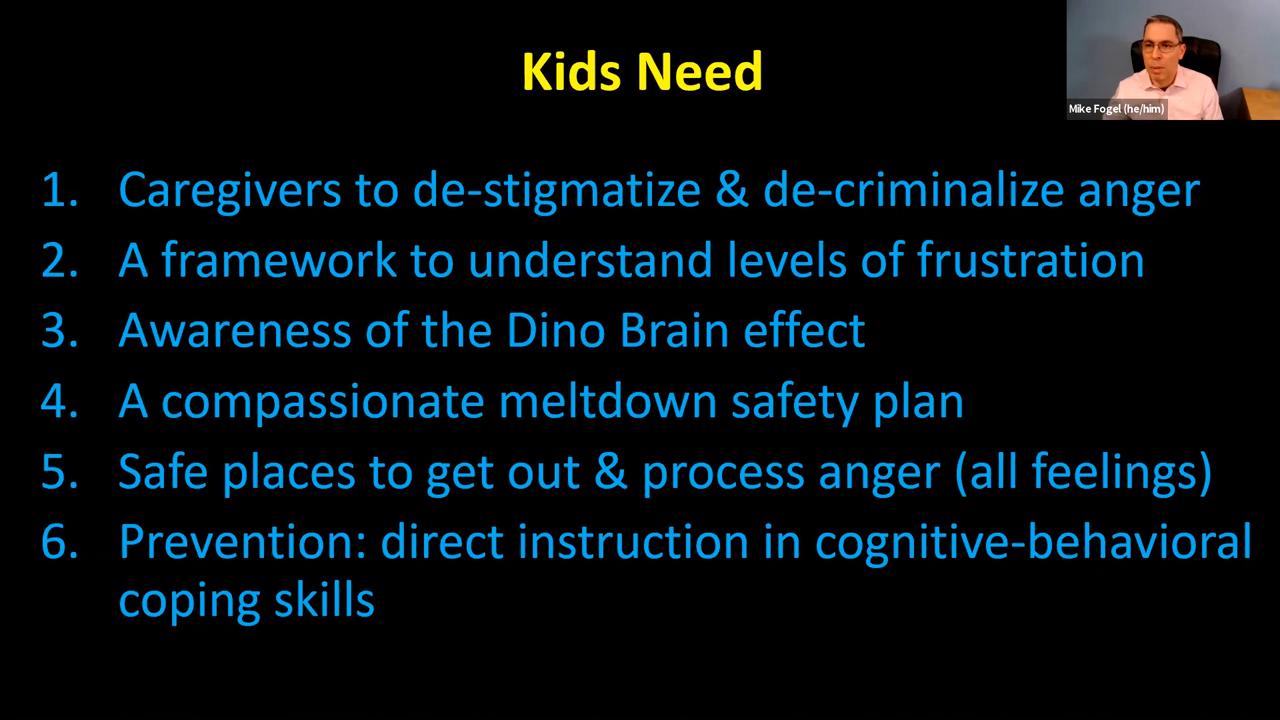 Kids Need
Mike Fogel (he/him)
1. Caregivers to de-stigmatize & de-criminalize anger
2. A framework to understand levels of frustration
3. Awareness of the Dino Brain effect
4. A compassionate meltdown safety plan
5. Safe places to get out & process anger (all feelings)
6. Prevention: direct instruction in cognitive-behavioral
coping skills